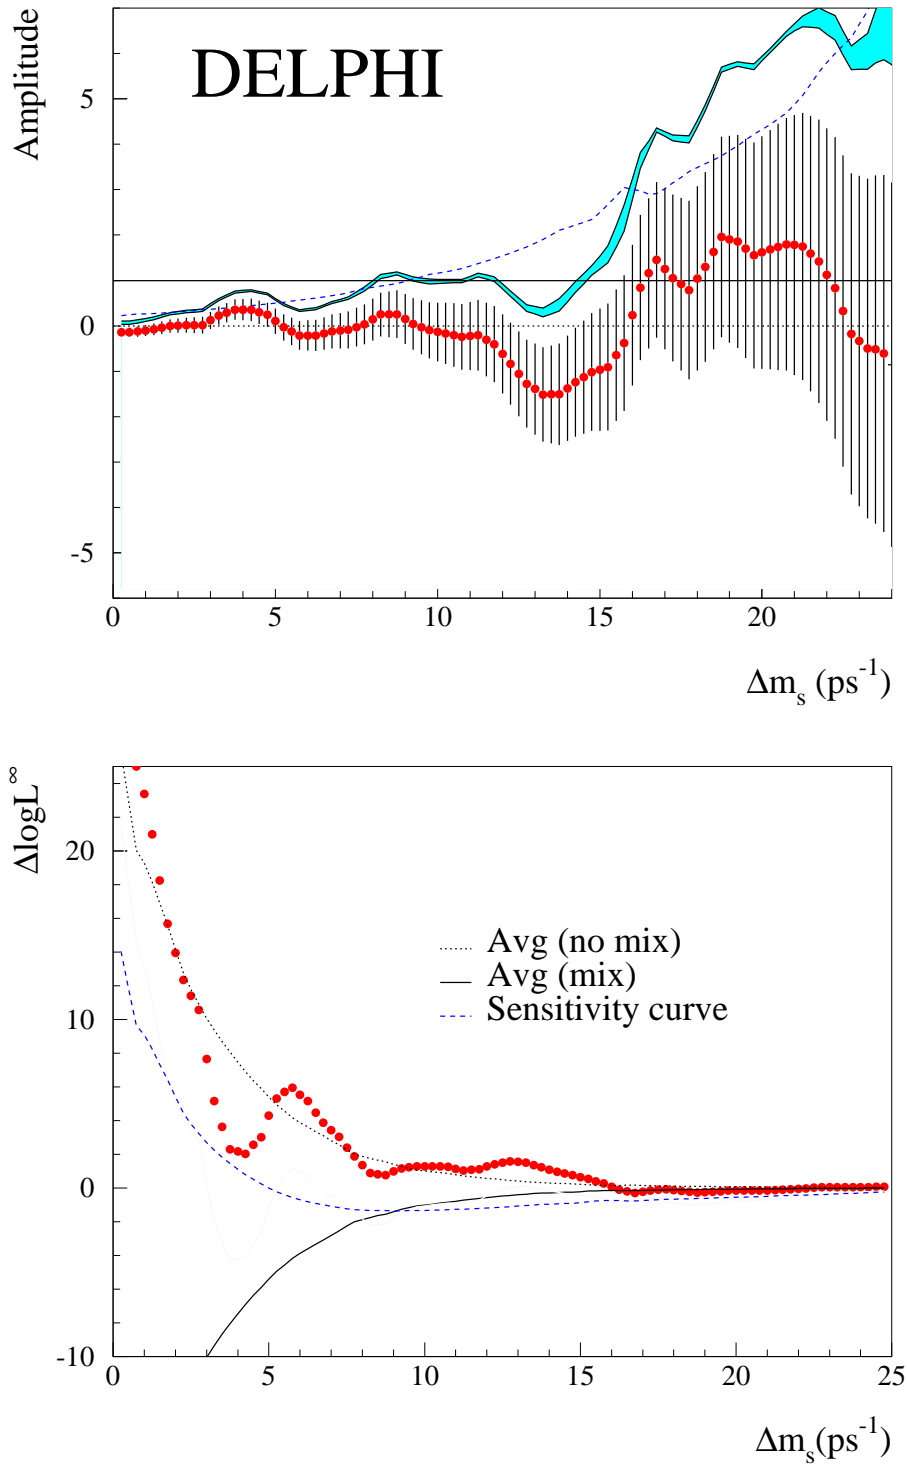 DELPHI
Amplitude
5
0
-5
0 5 10 15 20
Δm_s (ps^-1)
ΔlogL^∞
20
10
0
-10
Avg (no mix)
Avg (mix)
Sensitivity curve
0 5 10 15 20 25
Δm_s(ps^-1)